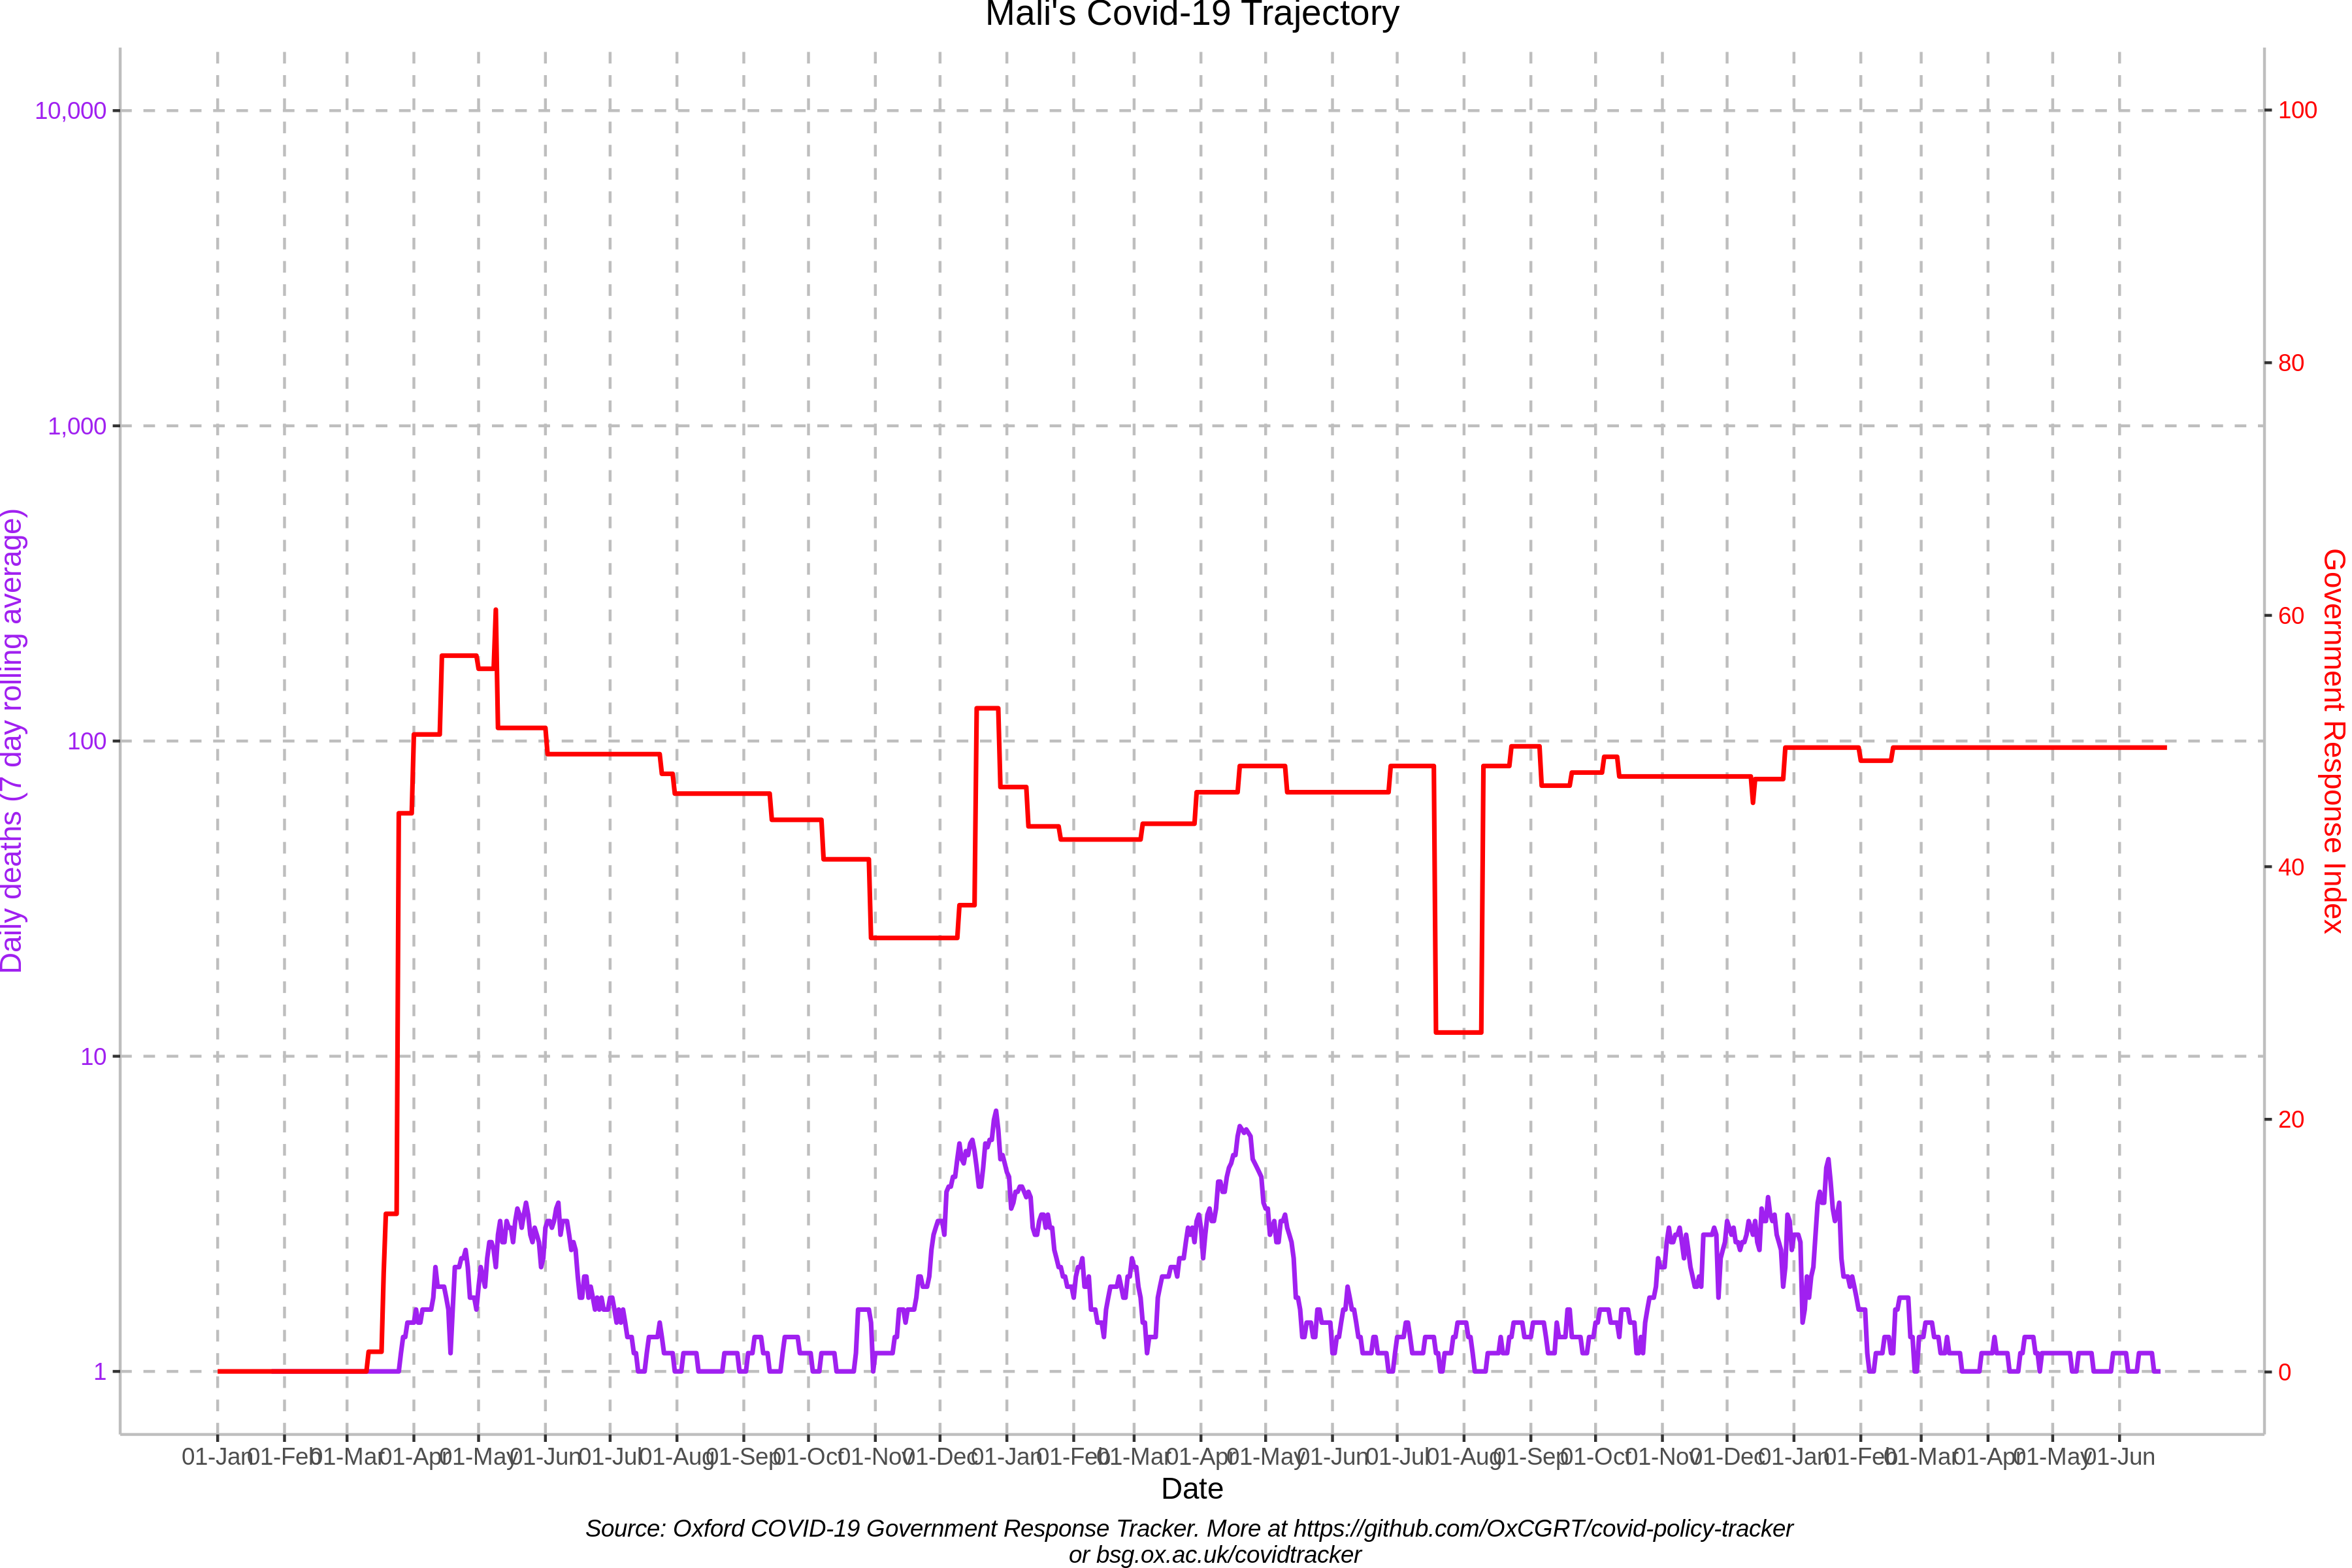 Mali's Covid-19 Trajectory
10,000
1,000
100
10
1
Daily deaths (7 day rolling average)
100
80
60
40
20
0
Government Response Index
01-Jan 01-Feb 01-Mar 01-Apr 01-May 01-Jun 01-Jul 01-Aug 01-Sep 01-Oct 01-Nov 01-Dec 01-Jan 01-Feb 01-Mar 01-Apr 01-May 01-Jun 01-Jul 01-Aug 01-Sep 01-Oct 01-Nov 01-Dec 01-Jan 01-Feb 01-Mar 01-Apr 01-May 01-Jun
Date
Source: Oxford COVID-19 Government Response Tracker. More at https://github.com/OxCGRT/covid-policy-tracker
or bsg.ox.ac.uk/covidtracker